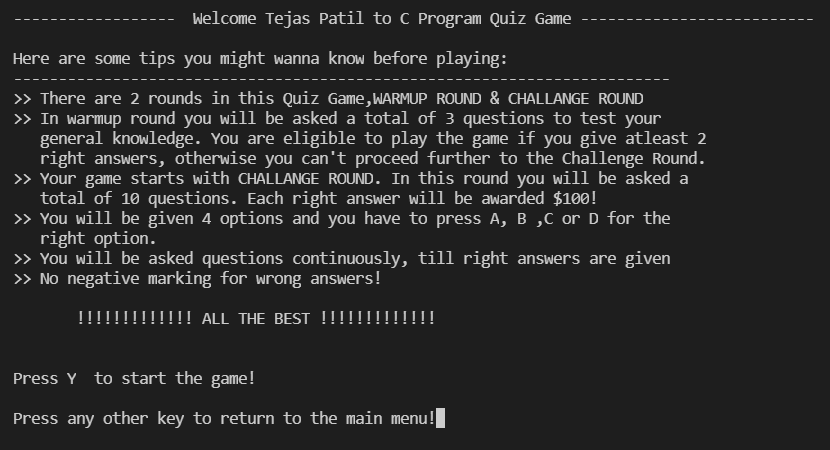 ------------------  Welcome Tejas Patil to C Program Quiz Game --------------------------
Here are some tips you might wanna know before playing:
-------------------------------------------------------------------------
>> There are 2 rounds in this Quiz Game,WARMUP ROUND & CHALLANGE ROUND
>> In warmup round you will be asked a total of 3 questions to test your
   general knowledge. You are eligible to play the game if you give atleast 2
   right answers, otherwise you can't proceed further to the Challenge Round.
>> Your game starts with CHALLANGE ROUND. In this round you will be asked a
   total of 10 questions. Each right answer will be awarded $100!
>> You will be given 4 options and you have to press A, B ,C or D for the
   right option.
>> You will be asked questions continuously, till right answers are given
>> No negative marking for wrong answers!
       !!!!!!!!!!!!! ALL THE BEST !!!!!!!!!!!!!
Press Y  to start the game!
Press any other key to return to the main menu!